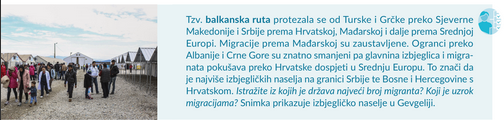 Tzv. balkanska ruta protezala se od Turske i Grčke preko Sjeverne
Makedonije i Srbije prema Hrvatskoj, Mađarskoj i dalje prema Srednjoj
Europi. Migracije prema Mađarskoj su zaustavljene. Ogranci preko
Albanije i Crne Gore su znatno smanjeni pa glavnina izbjeglica i migra-
nata pokušava preko Hrvatske dospjeti u Srednju Europu. To znači da
je najviše izbjegličkih naselja na granici Srbije te Bosne i Hercegovine s
Hrvatskom. Istražite iz kojih je država najveći broj migranta? Koji je uzrok
migracijama? Snimka prikazuje izbjegličko naselje u Gevgeliji.